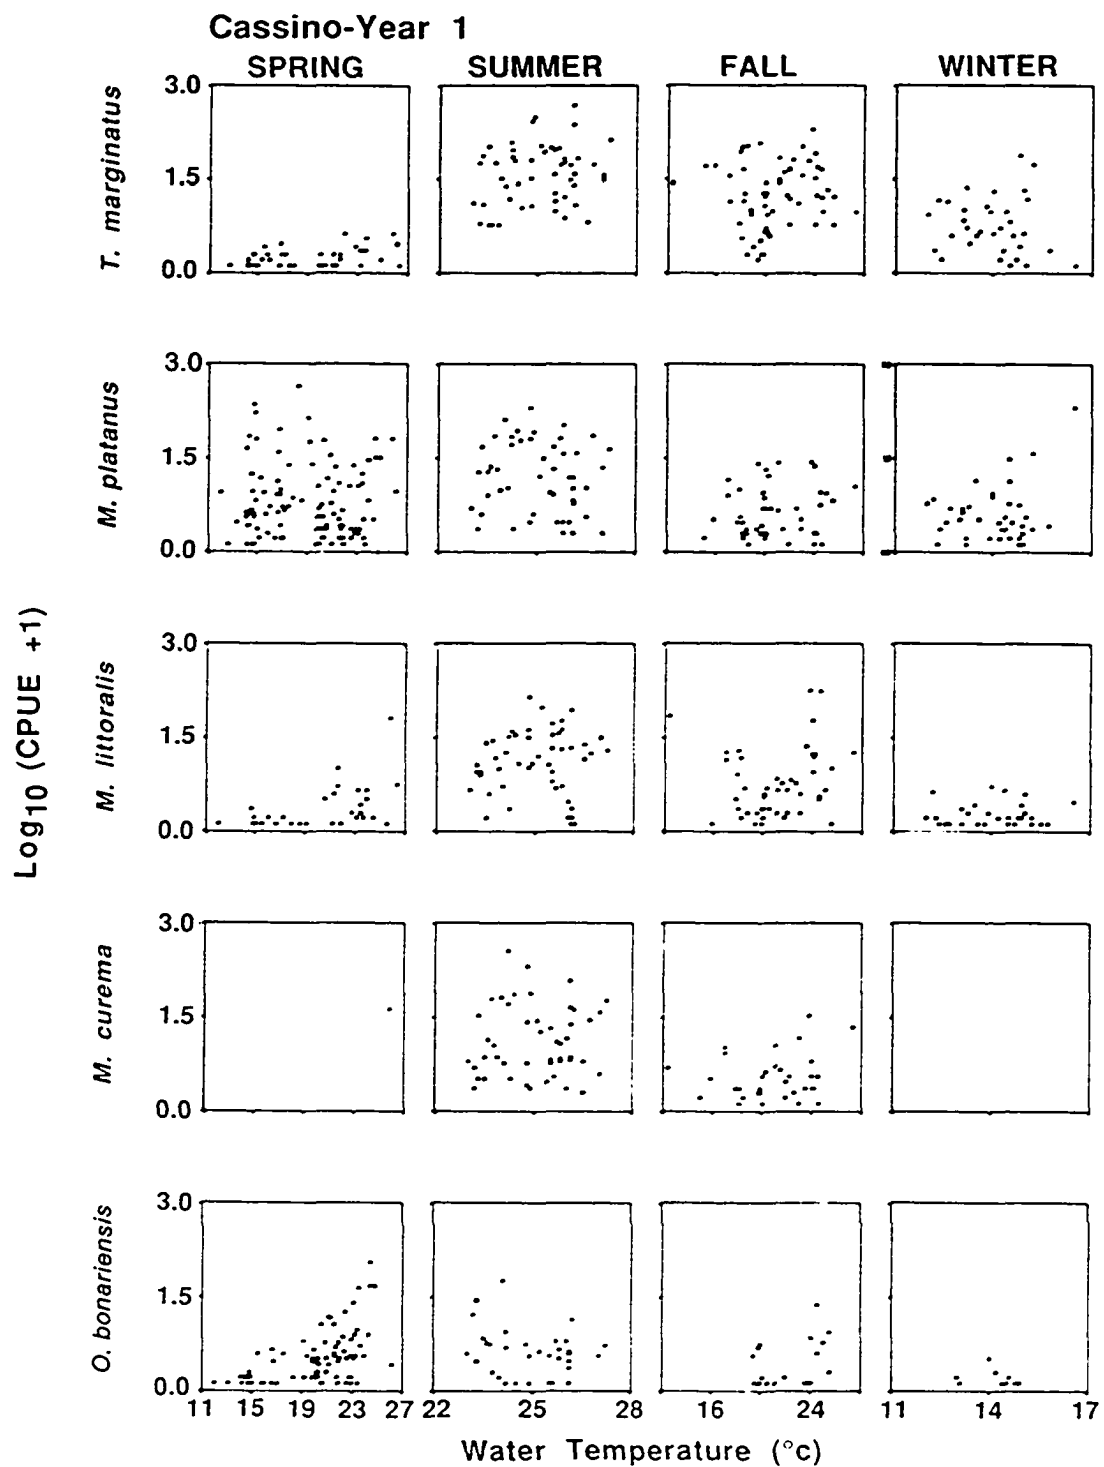 Cassino-Year 1
SPRING SUMMER FALL WINTER
T. marginatus
3.0
1.5
0.0
M. platanus
3.0
1.5
0.0
Log10 (CPUE +1)
M. littoralis
3.0
1.5
0.0
M. curema
3.0
1.5
0.0
O. bonariensis
3.0
1.5
0.0
11 15 19 23 27 22 25 28 16 24 11 14 17
Water Temperature (°c)